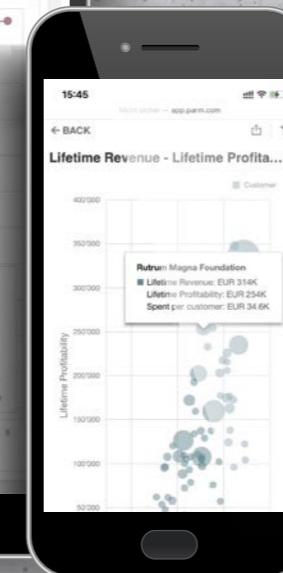 15:45
Nicht sicher — app.parm.com
← BACK
Lifetime Revenue - Lifetime Profita...
Customer
400'000
350'000
Rutrum Magna Foundation
Lifetime Revenue: EUR 314K
Lifetime Profitability: EUR 254K
Spent per customer: EUR 34.6K
300'000
250'000
Lifetime Profitability
200'000
150'000
100'000
50'000